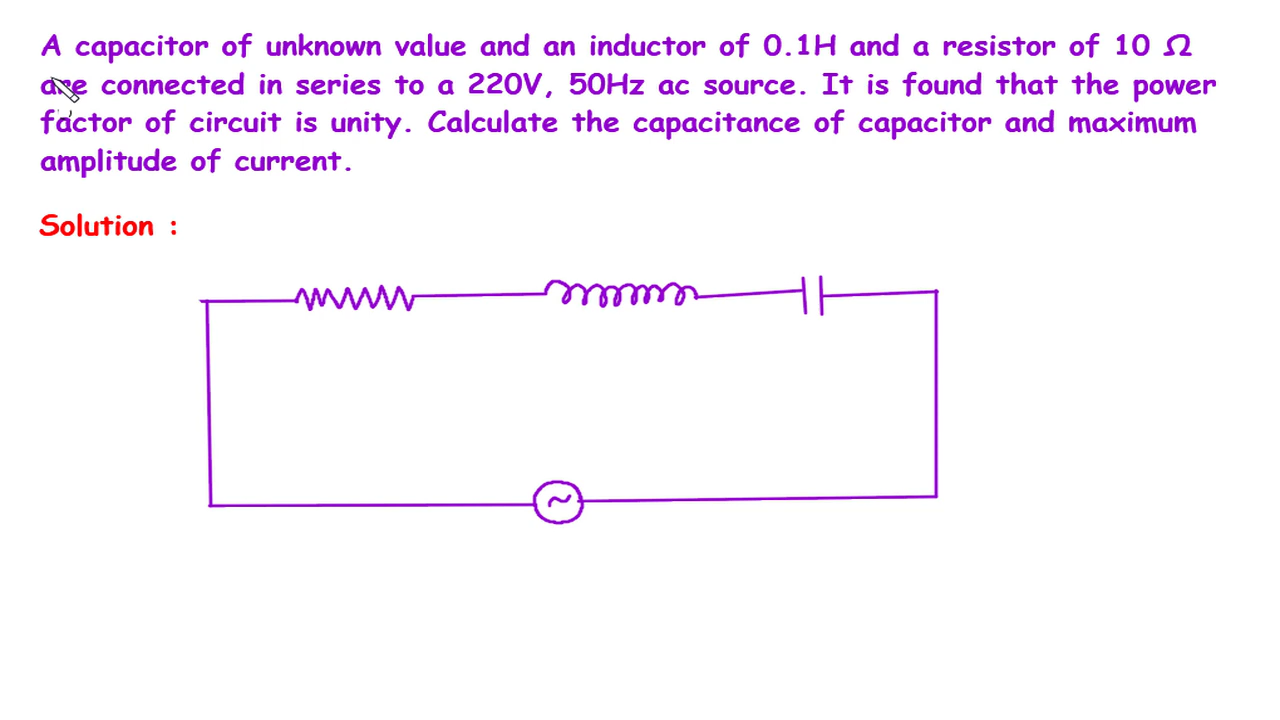 A capacitor of unknown value and an inductor of 0.1H and a resistor of 10 Ω
are connected in series to a 220V, 50Hz ac source. It is found that the power
factor of circuit is unity. Calculate the capacitance of capacitor and maximum
amplitude of current.
Solution :
~